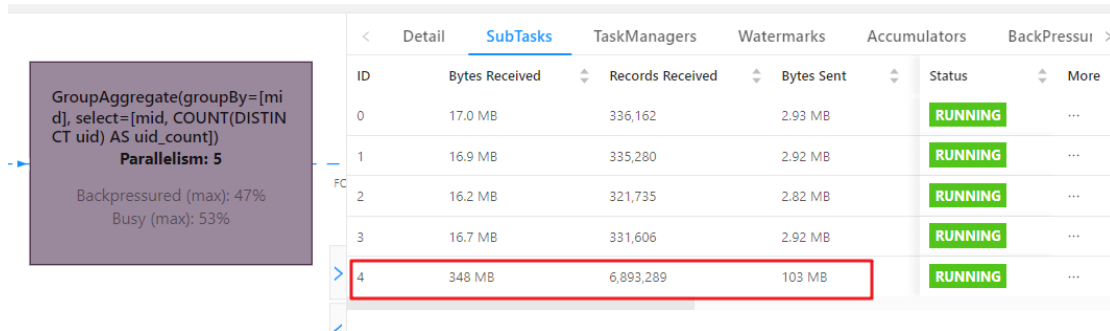 Detail SubTasks TaskManagers Watermarks Accumulators
ID Bytes Received Records Received Bytes Sent Status More
GroupAggregate(groupBy=[mi
d], select=[mid, COUNT(DISTIN
CT uid) AS uid_count])
Parallelism: 5
Backpressured (max): 47%
Busy (max): 53%
0 17.0 MB 336,162 2.93 MB RUNNING ...
1 16.9 MB 335,280 2.92 MB RUNNING ...
2 16.2 MB 321,735 2.82 MB RUNNING ...
3 16.7 MB 331,606 2.92 MB RUNNING ...
4 348 MB 6,893,289 103 MB RUNNING ...